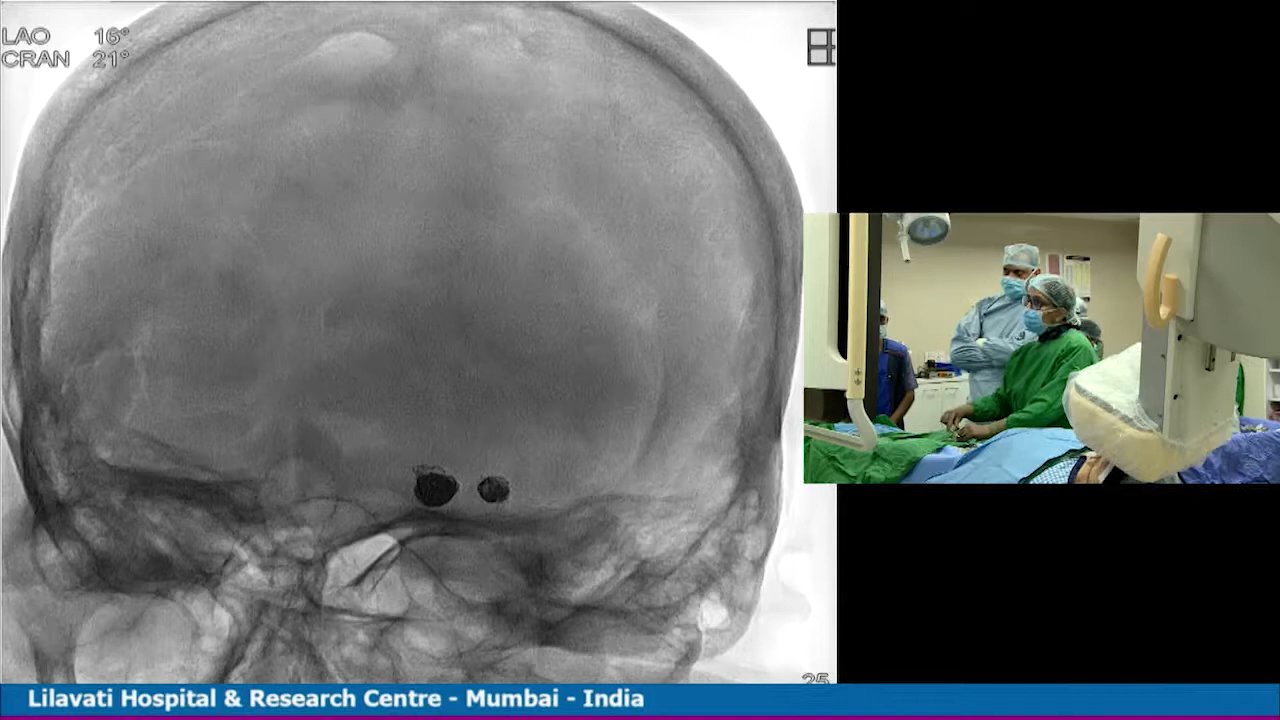 LAO 16°
CRAN 21°
25
Lilavati Hospital & Research Centre - Mumbai - India